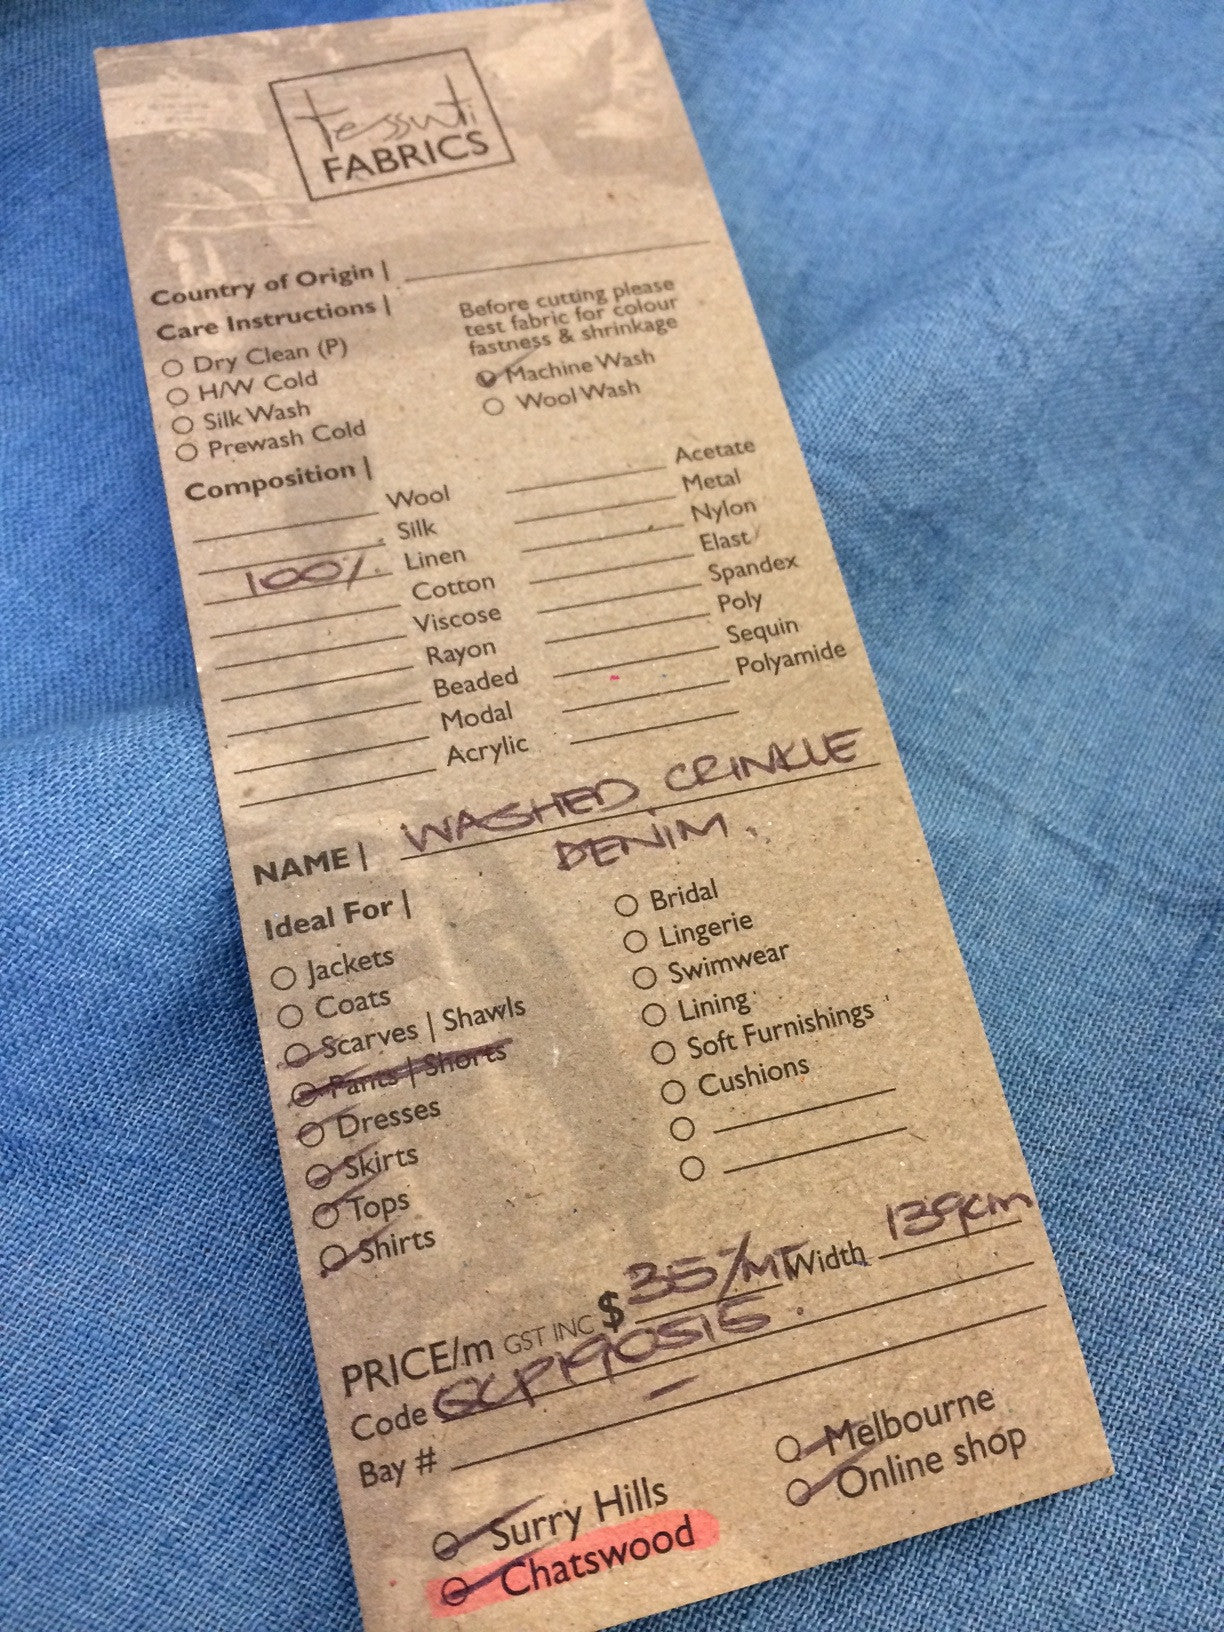 tessuti
FABRICS
Country of Origin |
Care Instructions |
Dry Clean (P)
H/W Cold
Silk Wash
Prewash Cold
Before cutting please
test fabric for colour
fastness & shrinkage
Machine Wash
Wool Wash
Composition |
Wool
Silk
100% Linen
Cotton
Viscose
Rayon
Beaded
Modal
Acrylic
Acetate
Metal
Nylon
Elast
Spandex
Poly
Sequin
Polyamide
NAME | WASHED CRINKLE
DENIM.
Ideal For |
Jackets
Coats
Scarves | Shawls
Pants | Shorts
Dresses
Skirts
Tops
Shirts
Bridal
Lingerie
Swimwear
Lining
Soft Furnishings
Cushions
PRICE/m GST INC $ 35/MT Width 139cm
Code
Bay #
Surry Hills
Chatswood
Melbourne
Online shop